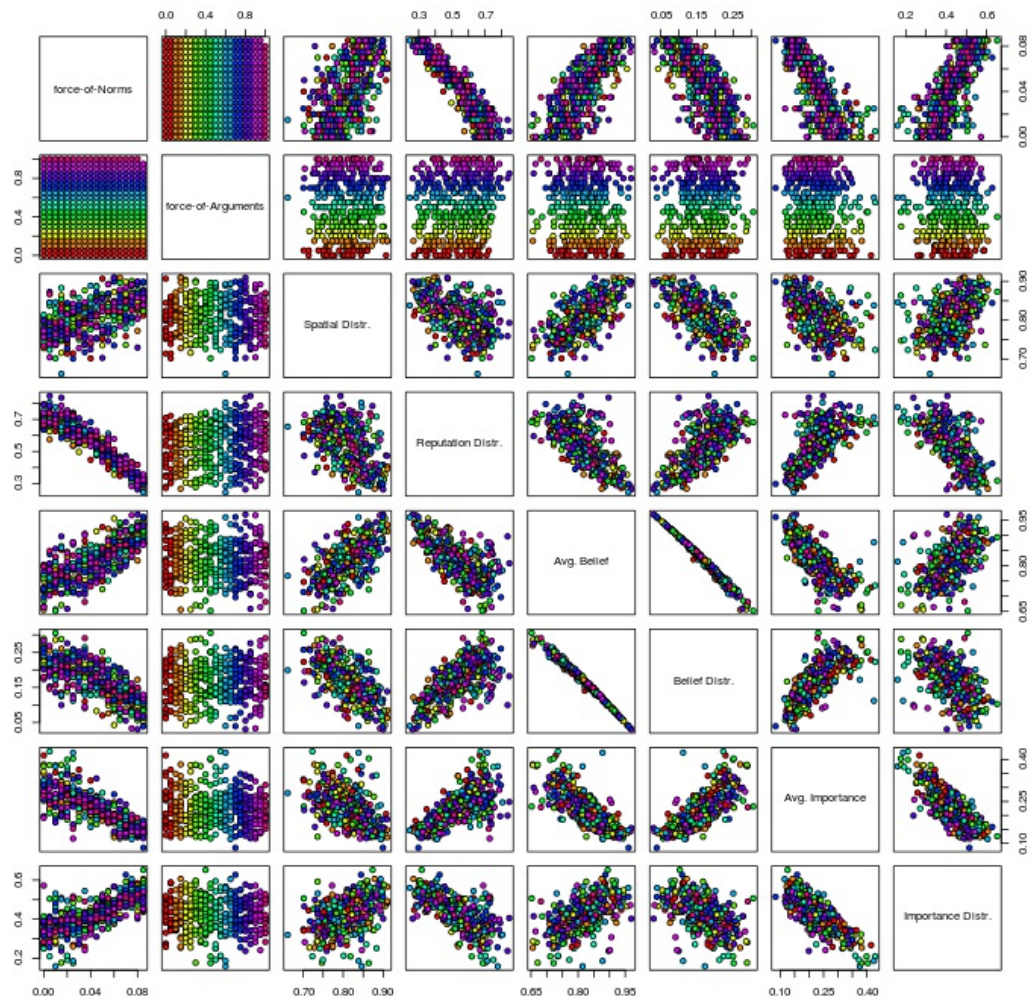 0.0 0.4 0.8
0.3 0.5 0.7
0.05 0.15 0.25
0.2 0.4 0.6
force-of-Norms
0.00 0.04 0.08
0.0 0.4 0.8
force-of-Arguments
Spatial Distr.
0.70 0.80 0.90
0.3 0.5 0.7
Reputation Distr.
Avg. Belief
0.65 0.80 0.95
0.05 0.15 0.25
Belief Distr.
Avg. Importance
0.10 0.25 0.40
0.2 0.4 0.6
Importance Distr.
0.00 0.04 0.08
0.70 0.80 0.90
0.65 0.80 0.95
0.10 0.25 0.40